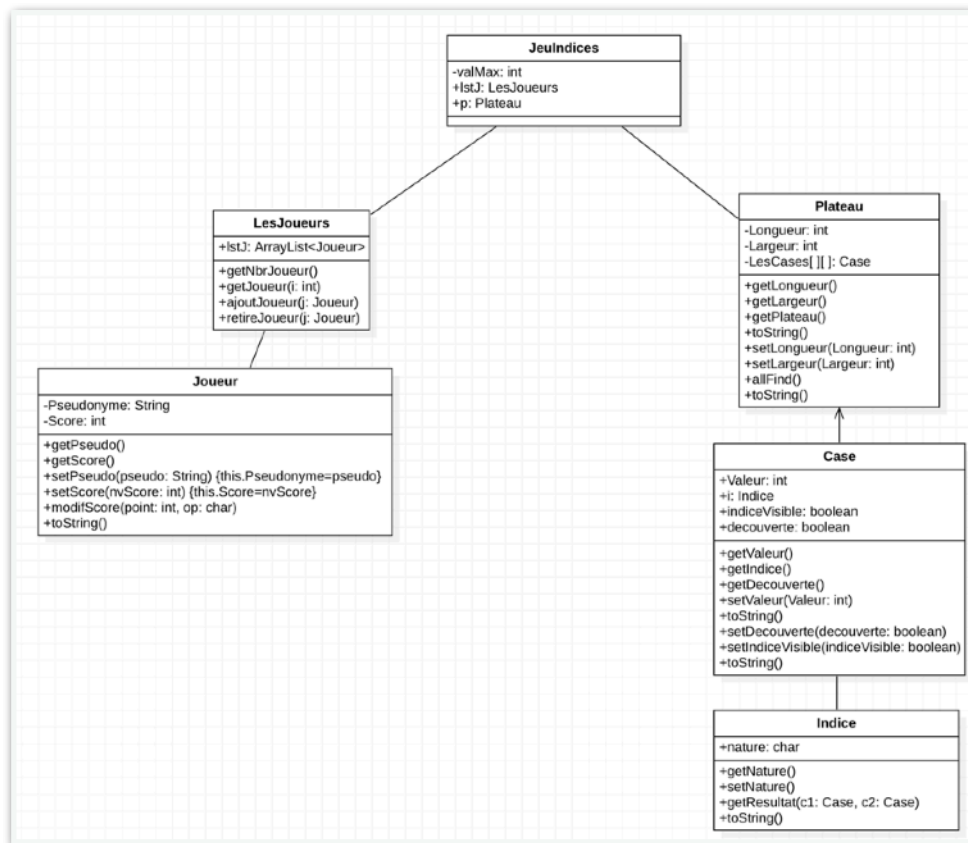 JeuIndices
-valMax: int
+lstJ: LesJoueurs
+p: Plateau
LesJoueurs
+lstJ: ArrayList<Joueur>
+getNbrJoueur()
+getJoueur(i: int)
+ajoutJoueur(j: Joueur)
+retireJoueur(j: Joueur)
Plateau
-Longueur: int
-Largeur: int
-LesCases[ ][ ]: Case
+getLongueur()
+getLargeur()
+getPlateau()
+toString()
+setLongueur(Longueur: int)
+setLargeur(Largeur: int)
+allFind()
+toString()
Joueur
-Pseudonyme: String
-Score: int
+getPseudo()
+getScore()
+setPseudo(pseudo: String) {this.Pseudonyme=pseudo}
+setScore(nvScore: int) {this.Score=nvScore}
+modifScore(point: int, op: char)
+toString()
Case
+Valeur: int
+i: Indice
+indiceVisible: boolean
+decouverte: boolean
+getValeur()
+getIndice()
+getDecouverte()
+setValeur(Valeur: int)
+toString()
+setDecouverte(decouverte: boolean)
+setIndiceVisible(indiceVisible: boolean)
+toString()
Indice
+nature: char
+getNature()
+setNature()
+getResultat(c1: Case, c2: Case)
+toString()